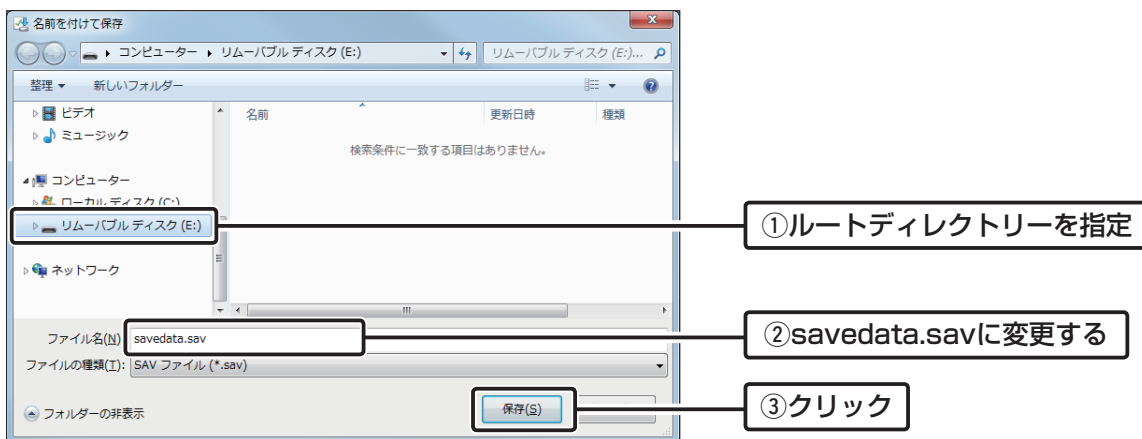 名前を付けて保存
コンピューター ▸ リムーバブル ディスク (E:)
リムーバブル ディスク (E:)...
整理 ▼ 新しいフォルダー
ビデオ
ミュージック
コンピューター
ローカル ディスク (C:)
リムーバブル ディスク (E:)
ネットワーク
名前 更新日時 種類
検索条件に一致する項目はありません。
ファイル名(N) savedata.sav
ファイルの種類(T): SAV ファイル (*.sav)
フォルダーの非表示
保存(S)
①ルートディレクトリーを指定
②savedata.savに変更する
③クリック